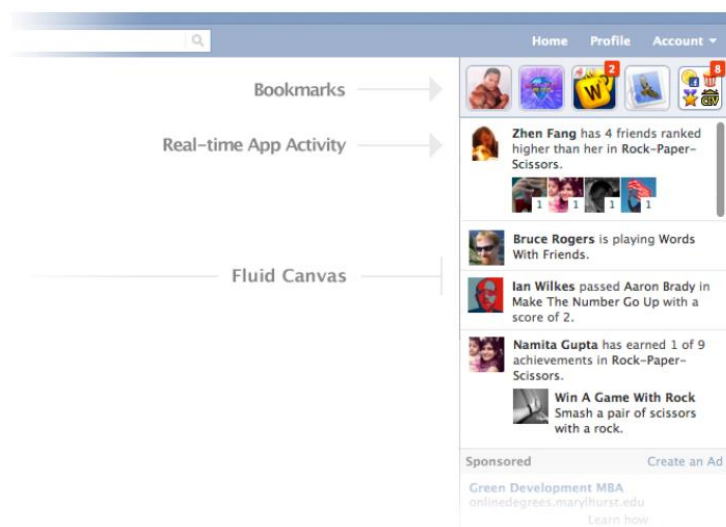 Home Profile Account
Bookmarks
2
8
W
CSV
Real-time App Activity
Zhen Fang has 4 friends ranked
higher than her in Rock-Paper-
Scissors.
1 1 1 1
Fluid Canvas
Bruce Rogers is playing Words
With Friends.
Ian Wilkes passed Aaron Brady in
Make The Number Go Up with a
score of 2.
Namita Gupta has earned 1 of 9
achievements in Rock-Paper-
Scissors.
Win A Game With Rock
Smash a pair of scissors
with a rock.
Sponsored Create an Ad
Green Development MBA
onlinedegrees.marylhurst.edu
Learn how